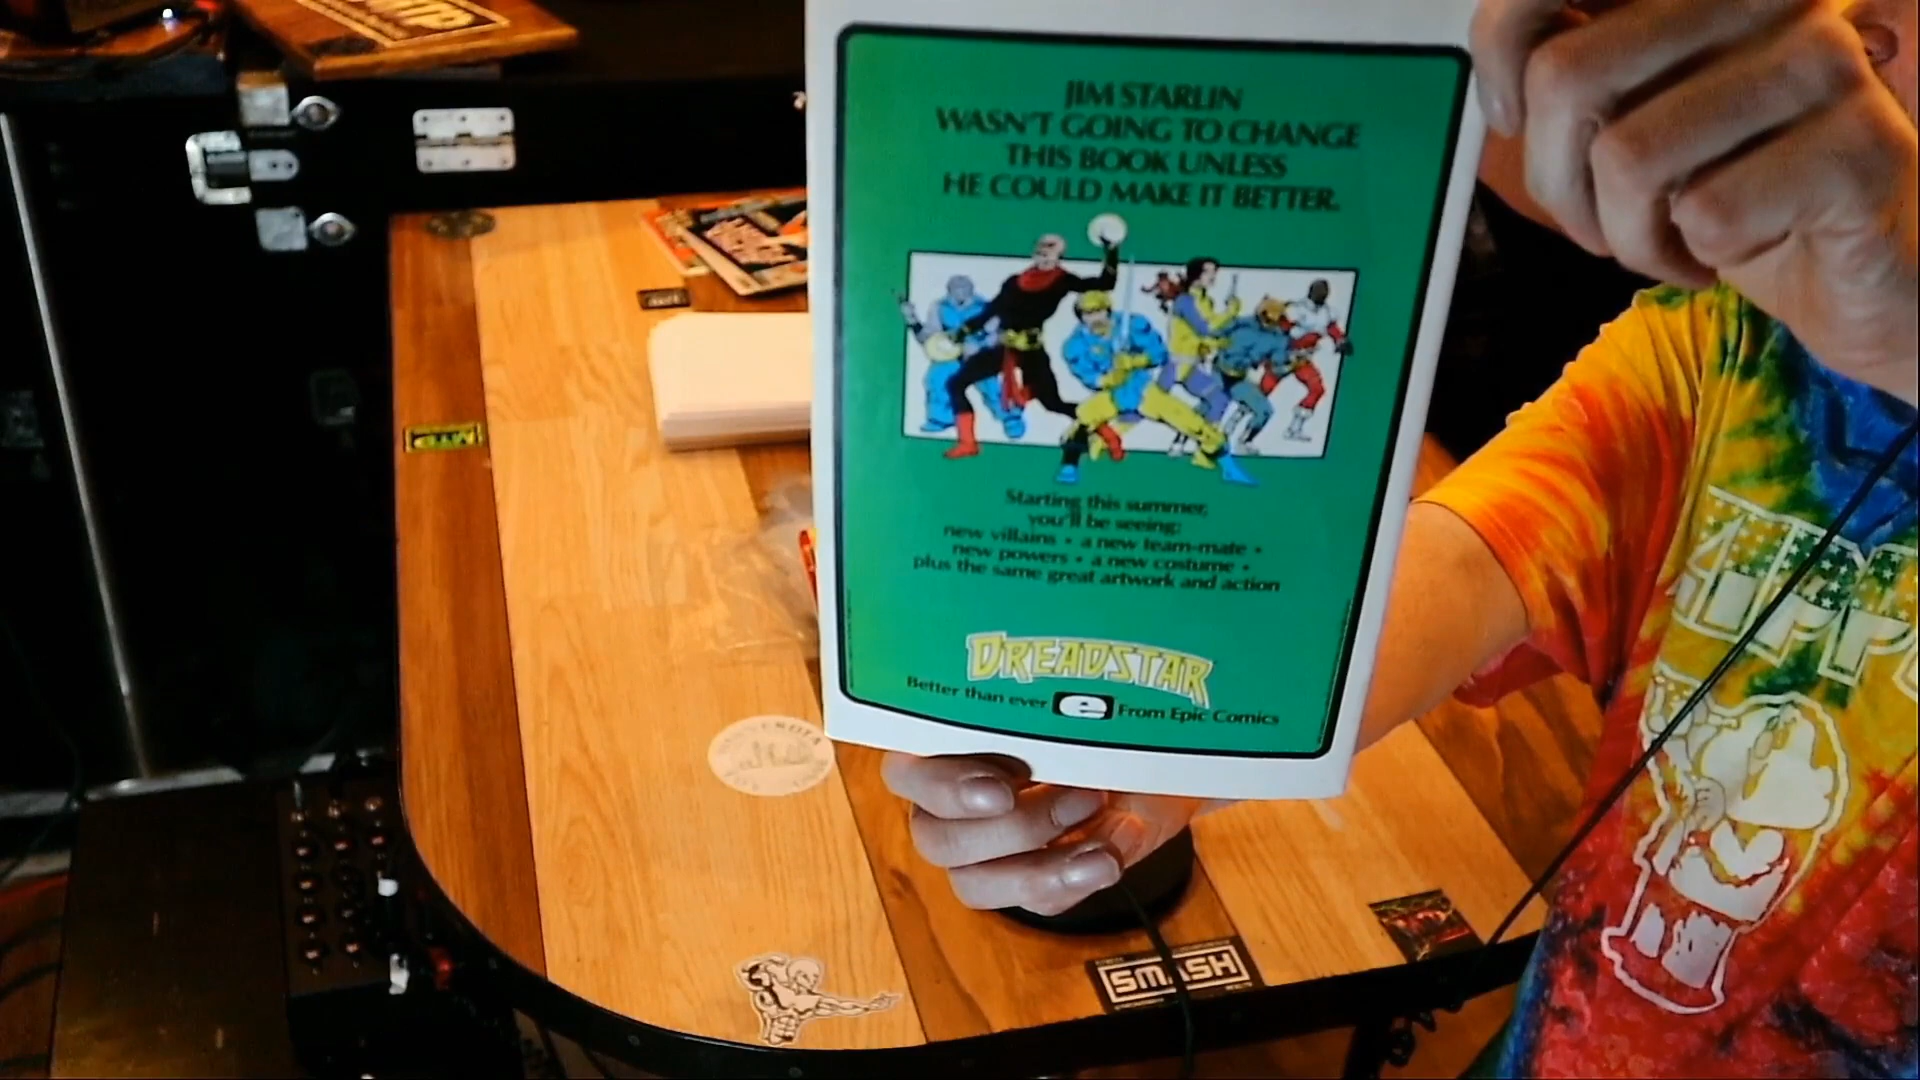 JIM STARLIN
WASN'T GOING TO CHANGE
THIS BOOK UNLESS
HE COULD MAKE IT BETTER.
Starting this summer,
you'll be seeing:
new villains • a new team-mate •
new powers • a new costume •
plus the same great artwork and action
DREADSTAR
Better than ever e From Epic Comics
MTP
SMASH